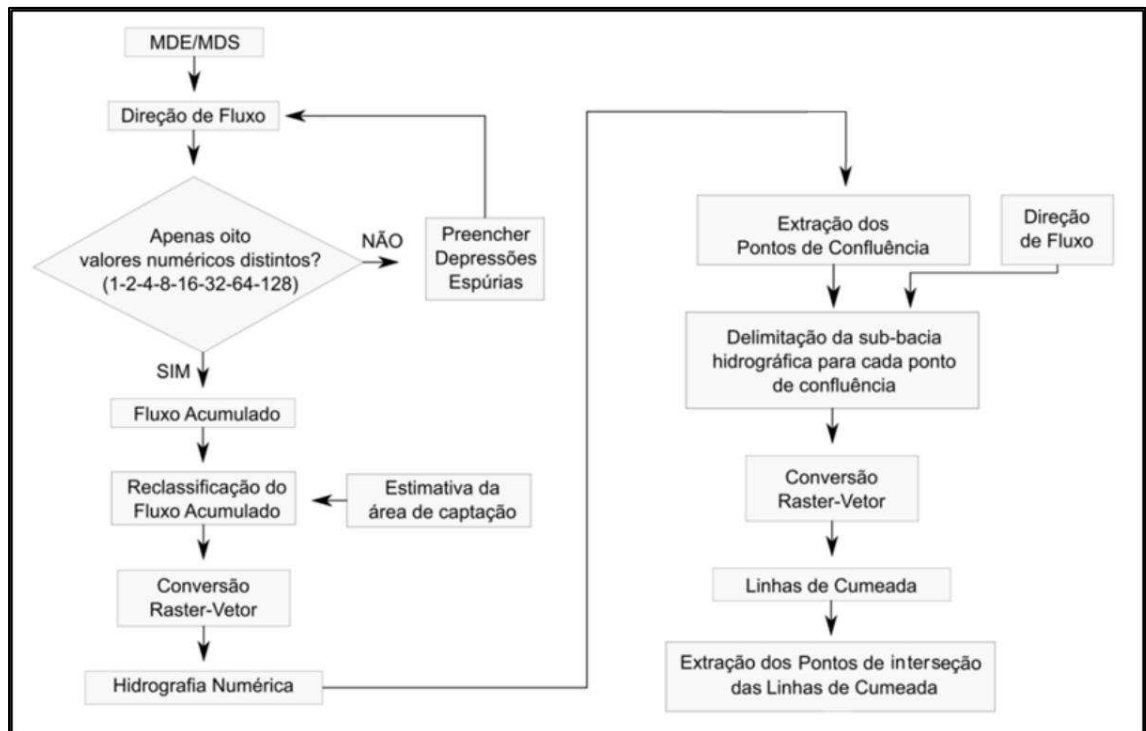 MDE/MDS
Direção de Fluxo
Apenas oito
valores numéricos distintos?
(1-2-4-8-16-32-64-128)
NÃO
Preencher
Depressões
Espúrias
SIM
Fluxo Acumulado
Reclassificação do
Fluxo Acumulado
Estimativa da
área de captação
Conversão
Raster-Vetor
Hidrografia Numérica
Extração dos
Pontos de Confluência
Direção
de Fluxo
Delimitação da sub-bacia
hidrográfica para cada ponto
de confluência
Conversão
Raster-Vetor
Linhas de Cumeada
Extração dos Pontos de interseção
das Linhas de Cumeada